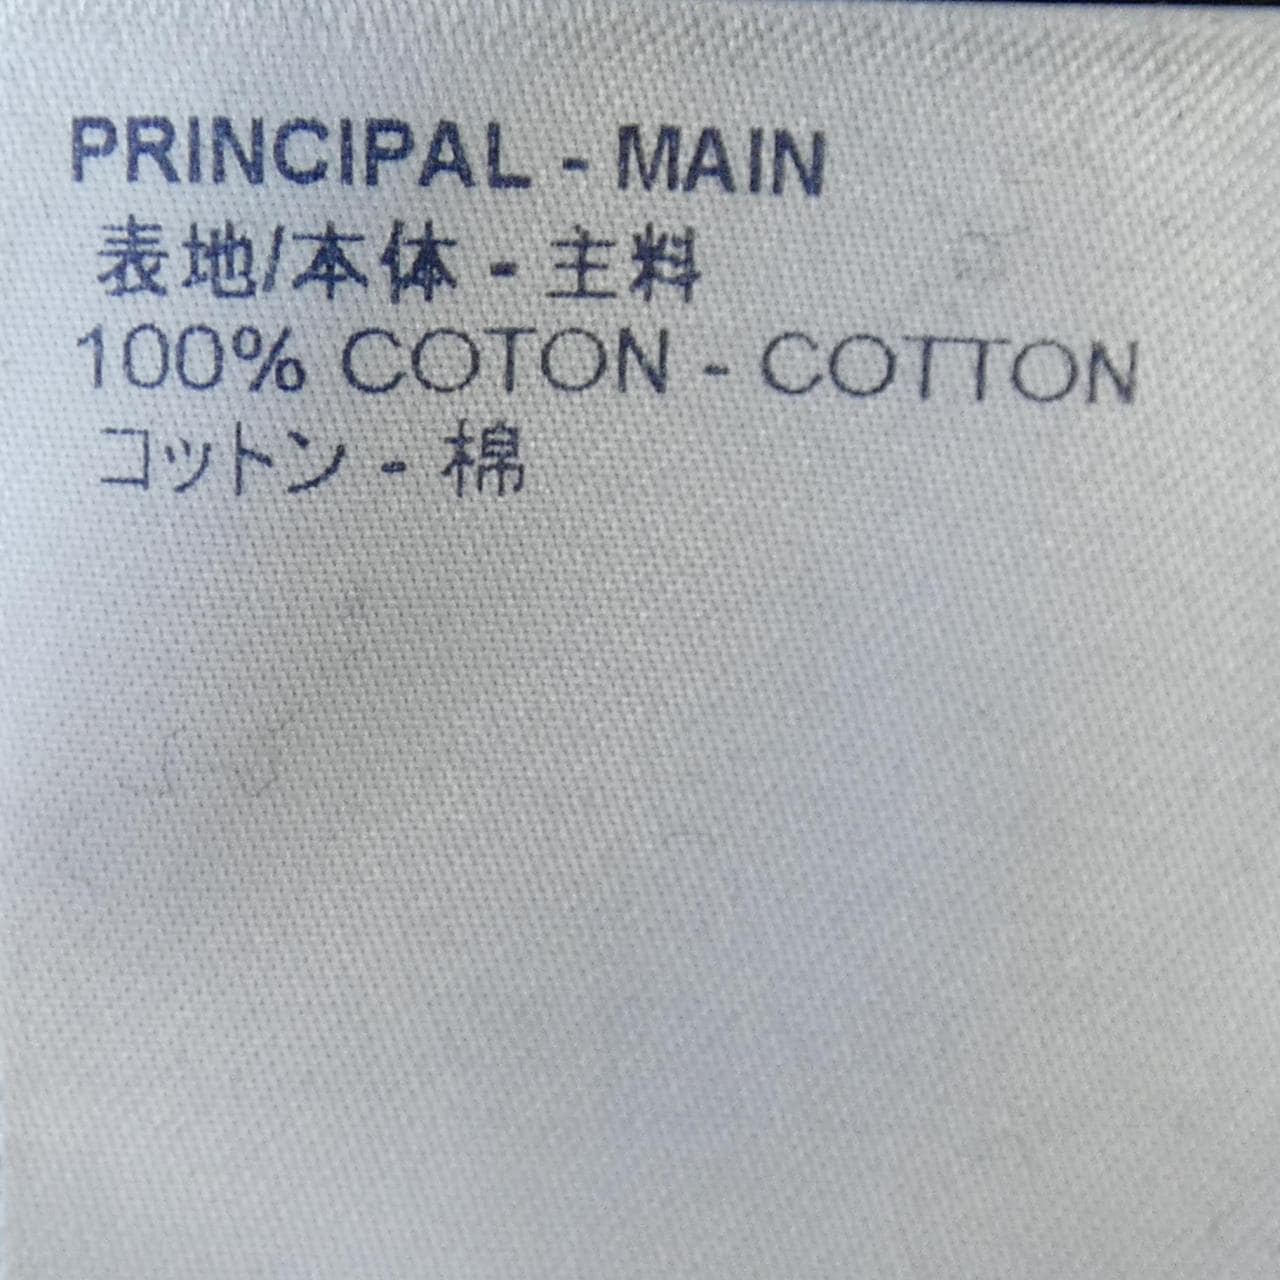 PRINCIPAL - MAIN
表地/本体 - 主料
100% COTON - COTTON
コットン - 棉